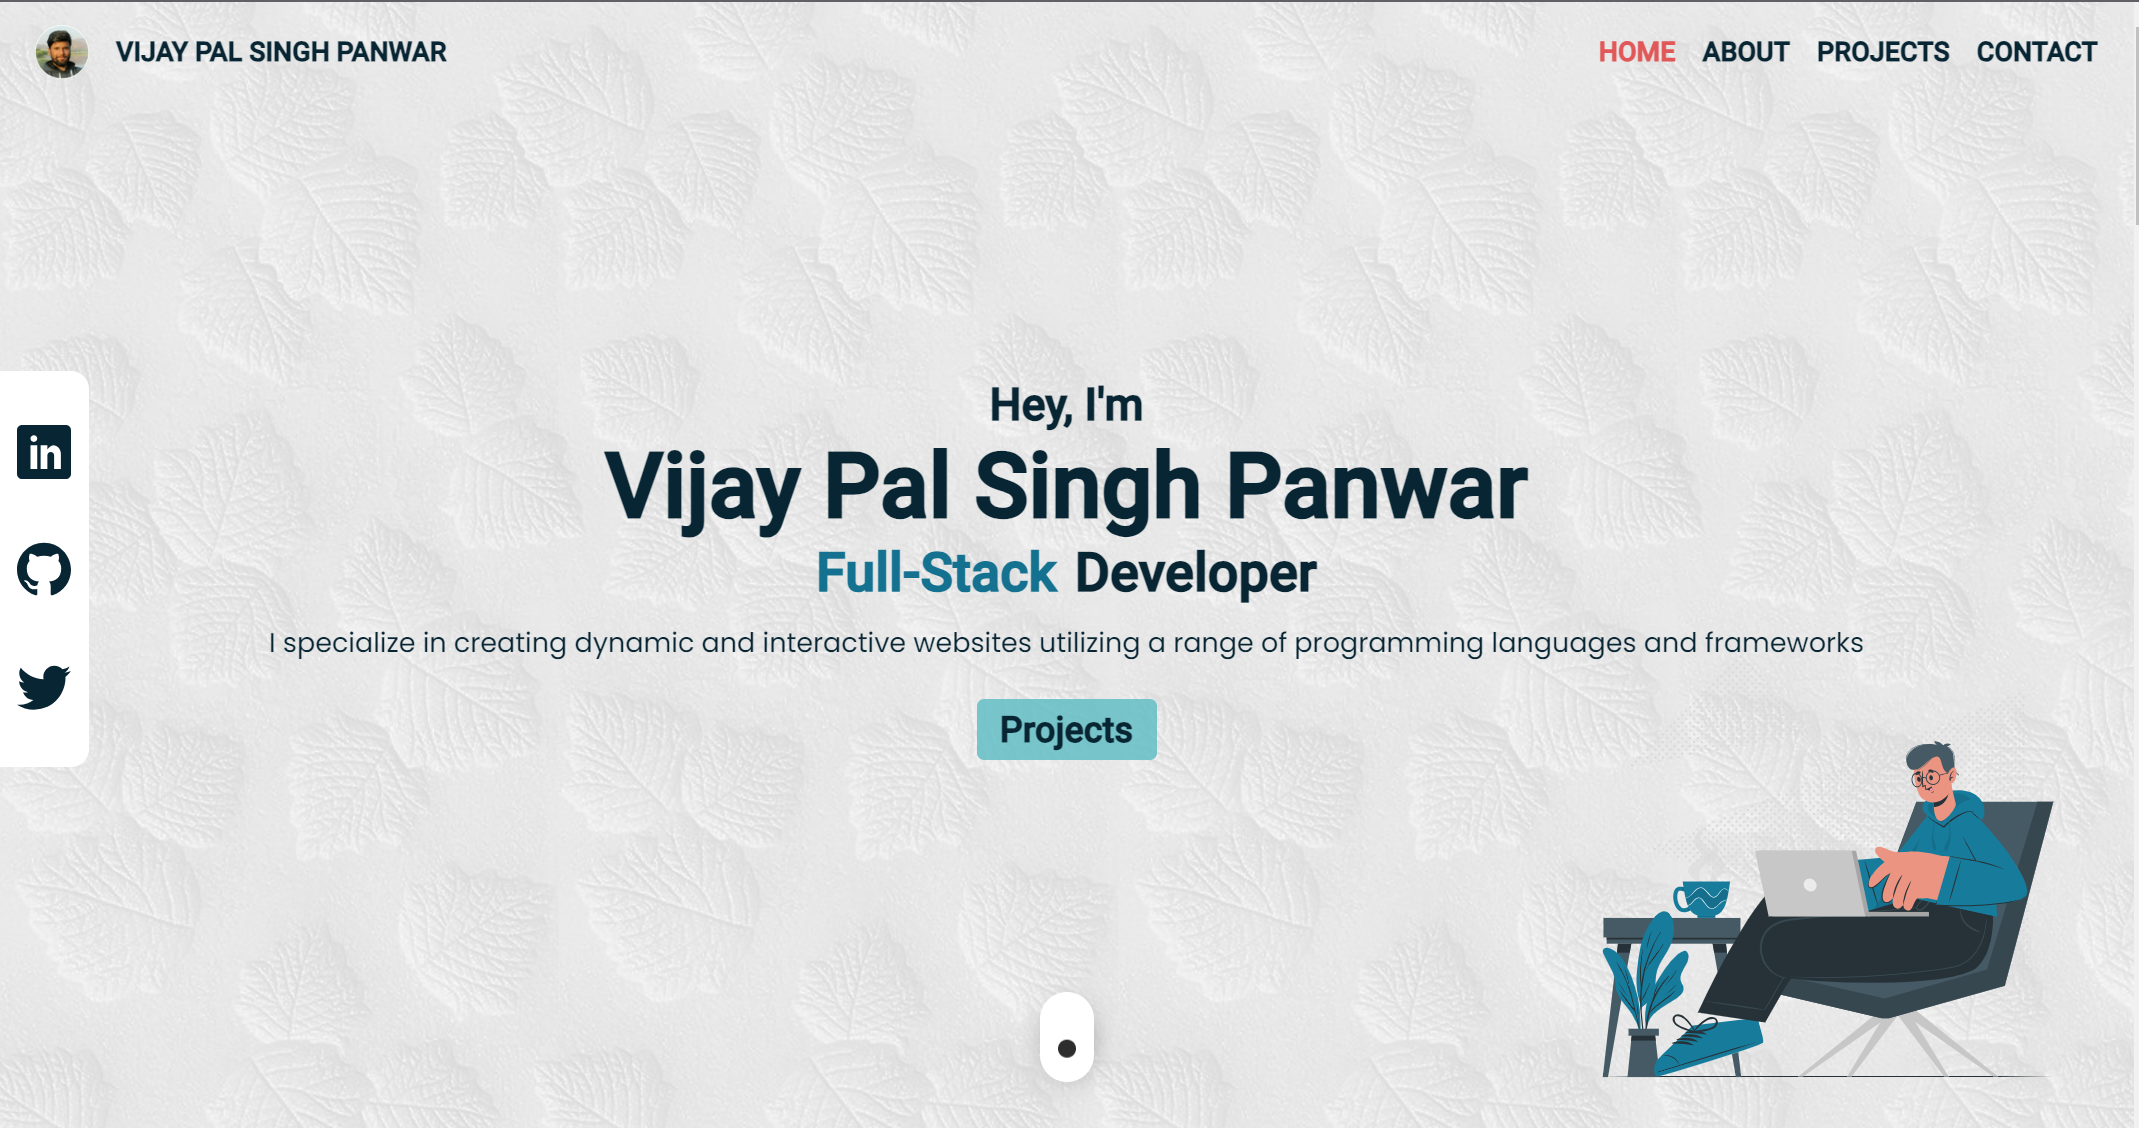 VIJAY PAL SINGH PANWAR
HOME ABOUT PROJECTS CONTACT
Hey, I'm
Vijay Pal Singh Panwar
Full-Stack Developer
I specialize in creating dynamic and interactive websites utilizing a range of programming languages and frameworks
Projects
in